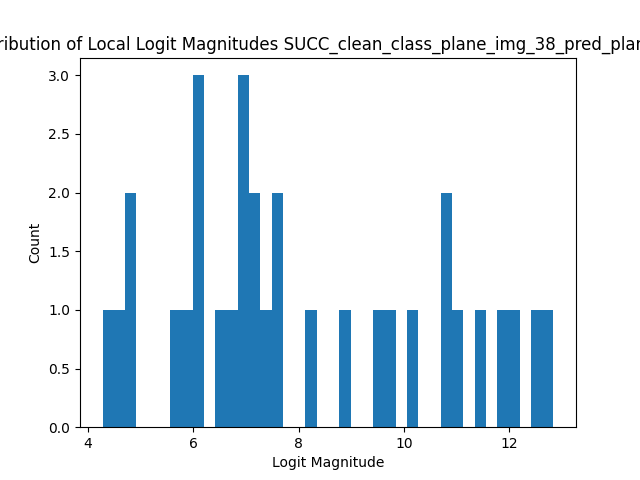 ribution of Local Logit Magnitudes SUCC_clean_class_plane_img_38_pred_plan
3.0
2.5
2.0
1.5
1.0
0.5
0.0
Count
4 6 8 10 12
Logit Magnitude